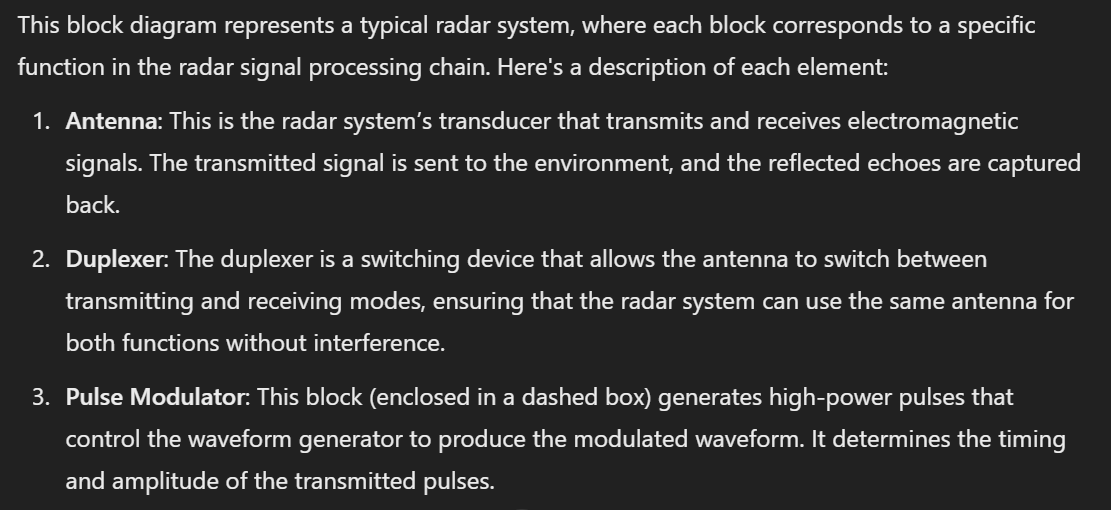 This block diagram represents a typical radar system, where each block corresponds to a specific
function in the radar signal processing chain. Here's a description of each element:
1. Antenna: This is the radar system’s transducer that transmits and receives electromagnetic
signals. The transmitted signal is sent to the environment, and the reflected echoes are captured
back.
2. Duplexer: The duplexer is a switching device that allows the antenna to switch between
transmitting and receiving modes, ensuring that the radar system can use the same antenna for
both functions without interference.
3. Pulse Modulator: This block (enclosed in a dashed box) generates high-power pulses that
control the waveform generator to produce the modulated waveform. It determines the timing
and amplitude of the transmitted pulses.